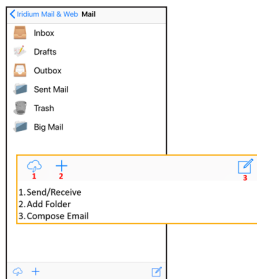 Iridium Mail & Web Mail
Inbox
Drafts
Outbox
Sent Mail
Trash
Big Mail
1 2 3
1.Send/Receive
2.Add Folder
3.Compose Email